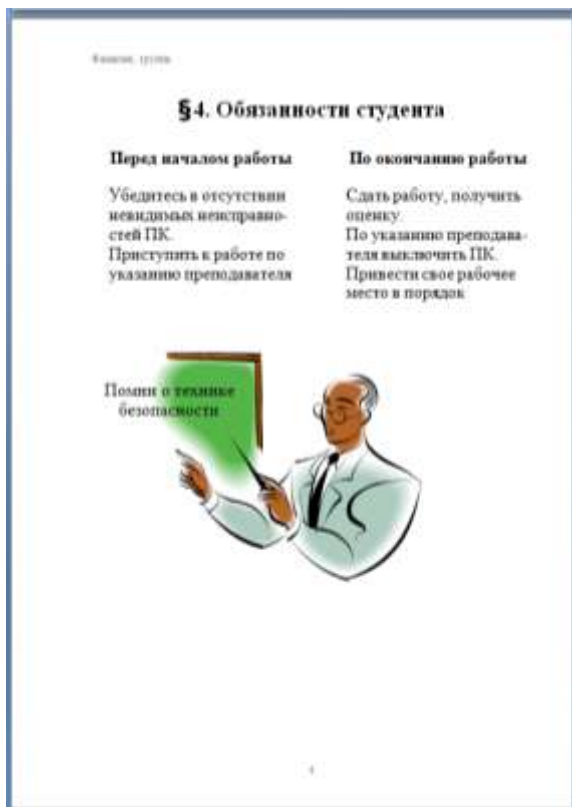 Фамилия, группа
§4. Обязанности студента
Перед началом работы
Убедитесь в отсутствии
невидимых неисправно-
стей ПК.
Приступить к работе по
указанию преподавателя
По окончанию работы
Сдать работу, получить
оценку.
По указанию преподава-
теля выключить ПК.
Привести свое рабочее
место в порядок
Помни о технике
безопасности